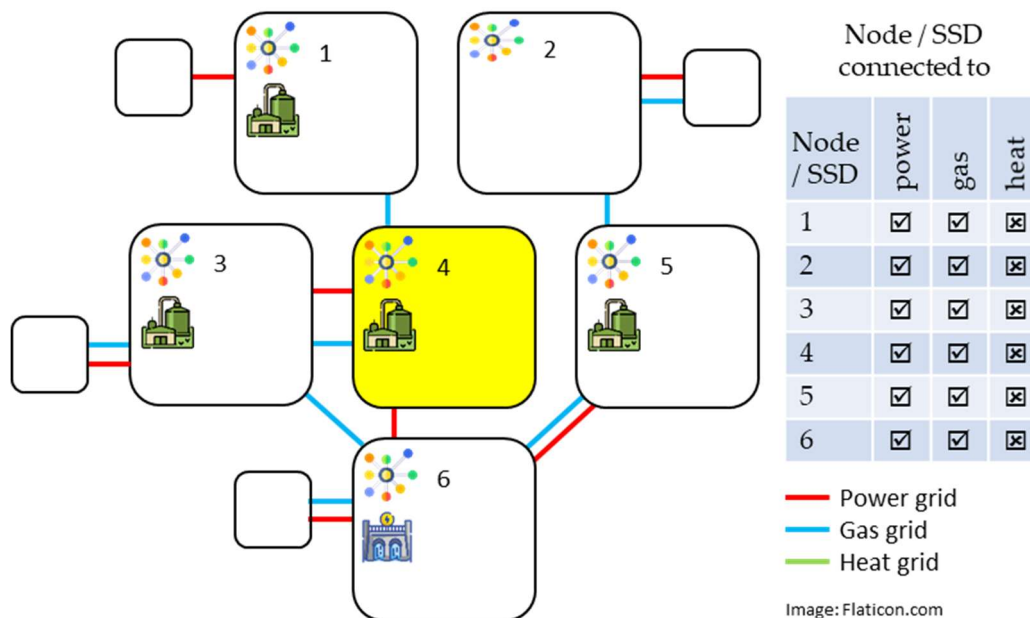 1
2
3
4
5
6
Node / SSD
connected to
Node
/ SSD
power
gas
heat
1 ☑ ☑ ☒
2 ☑ ☑ ☒
3 ☑ ☑ ☒
4 ☑ ☑ ☒
5 ☑ ☑ ☒
6 ☑ ☑ ☒
Power grid
Gas grid
Heat grid
Image: Flaticon.com